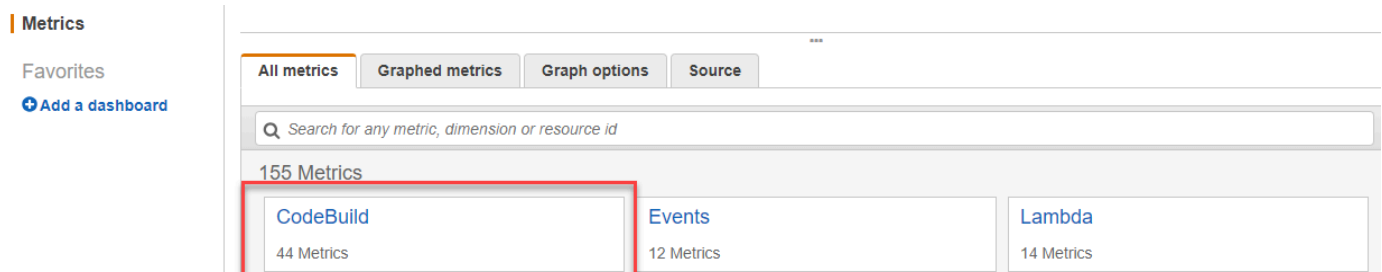 Metrics
Favorites
Add a dashboard
All metrics Graphed metrics Graph options Source
Search for any metric, dimension or resource id
155 Metrics
CodeBuild Events Lambda
44 Metrics 12 Metrics 14 Metrics